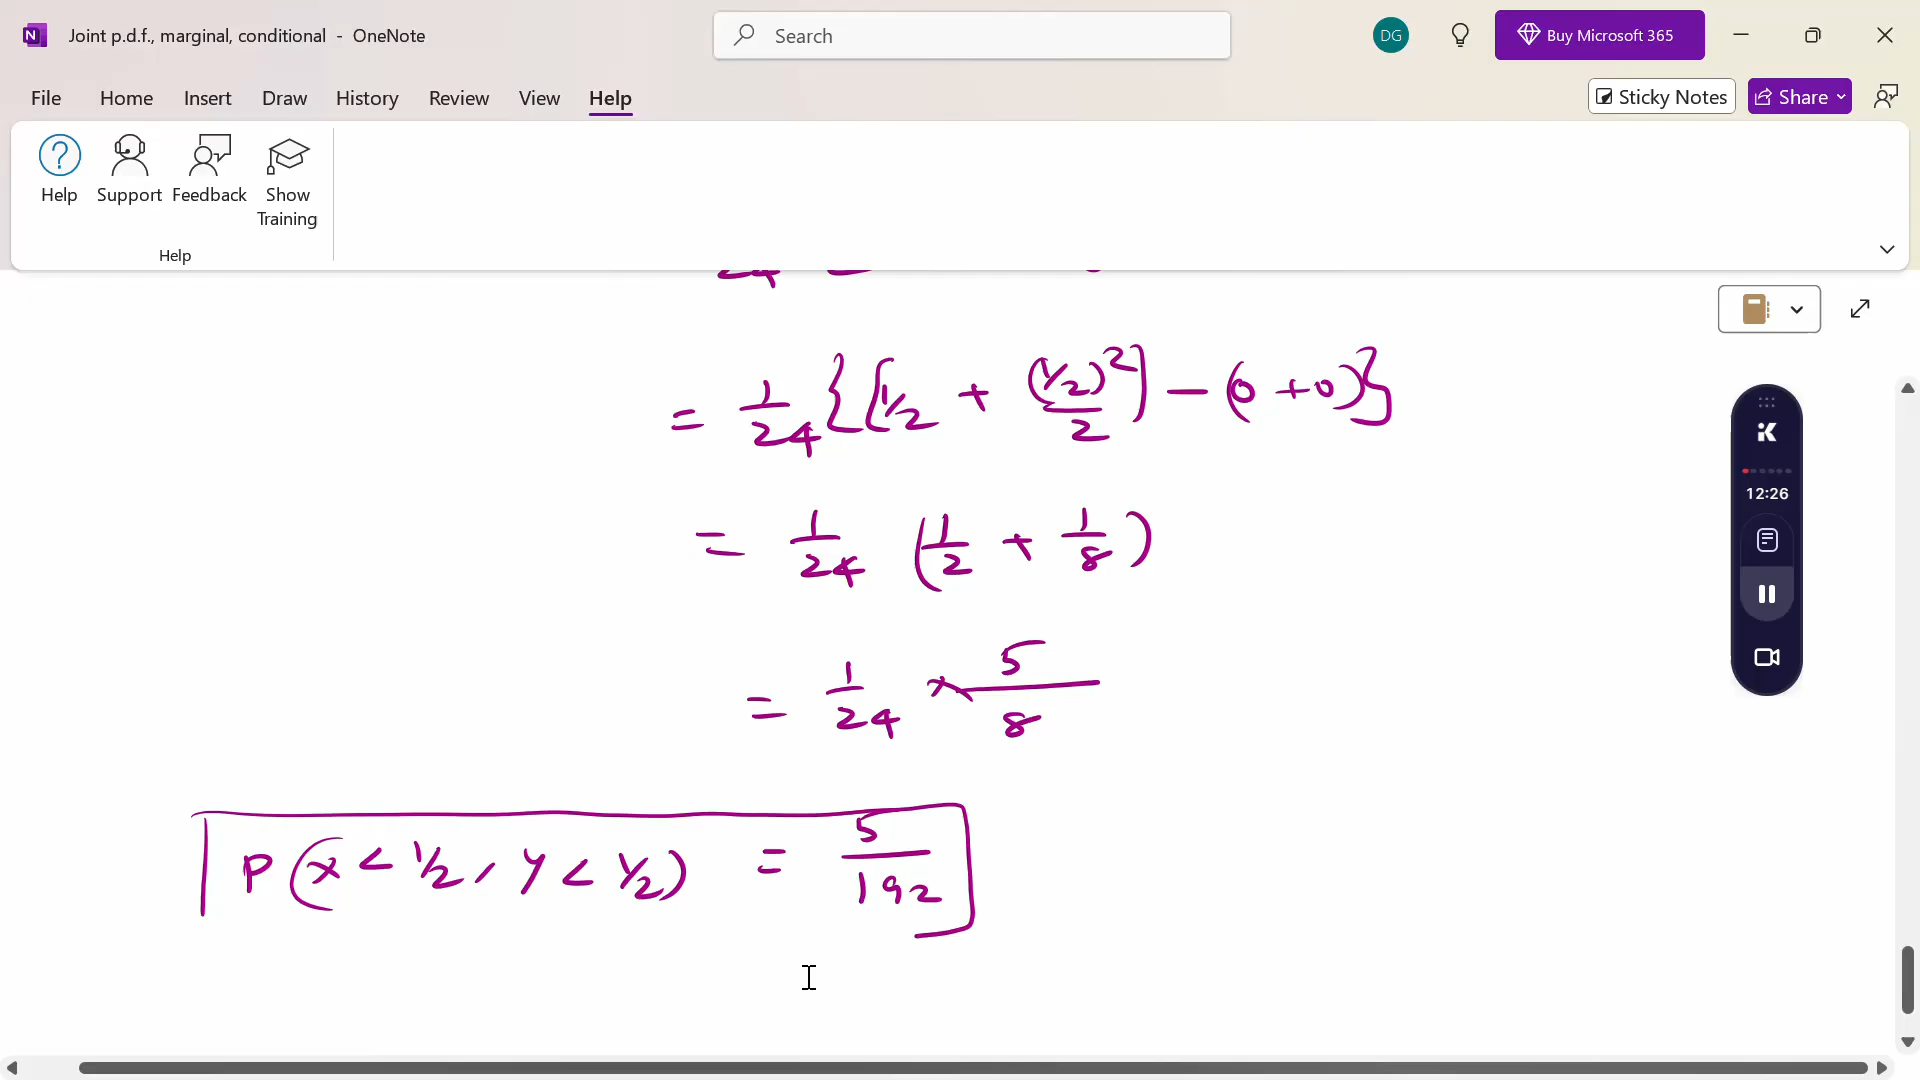 Joint p.d.f., marginal, conditional - OneNote
Search
DG
Buy Microsoft 365
File Home Insert Draw History Review View Help
Sticky Notes
Share
Help Support Feedback Show Training
Help
= 1/24 {[1/2 + (1/2)²/2] − (0 + 0)}
12:26
= 1/24 (1/2 + 1/8)
= 1/24 × 5/8
P(x < 1/2, y < 1/2) = 5/192